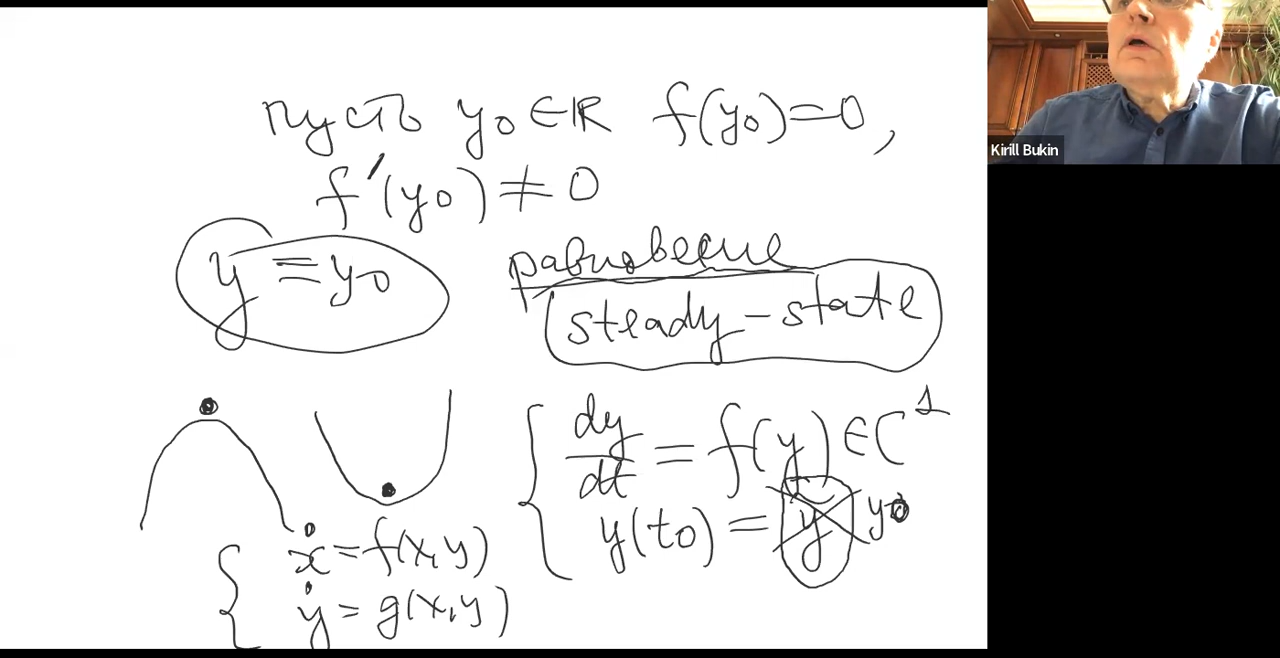 пусть y₀ ∈ ℝ f(y₀)=0,
f′(y₀) ≠ 0
y ≡ y₀
равновесие
steady-state
dy/dt = f(y) ∈ C¹
y(t₀) = y₀
ẋ = f(x,y)
ẏ = g(x,y)
Kirill Bukin